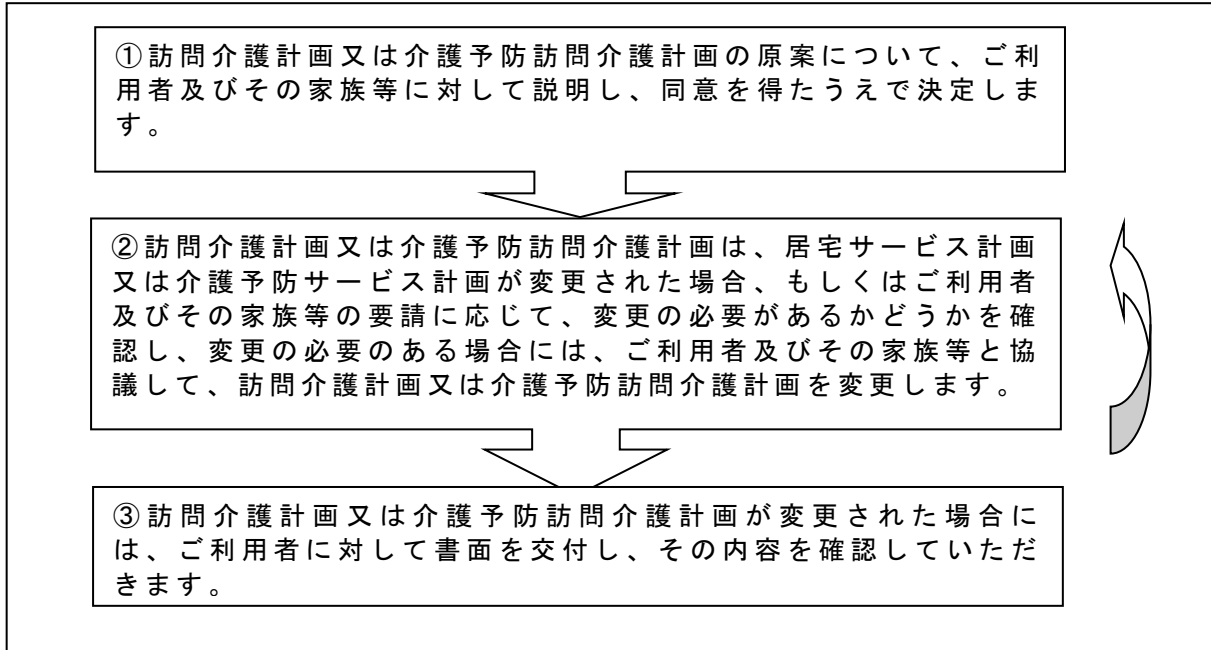 ①訪問介護計画又は介護予防訪問介護計画の原案について、ご利
用者及びその家族等に対して説明し、同意を得たうえで決定しま
す。
②訪問介護計画又は介護予防訪問介護計画は、居宅サービス計画
又は介護予防サービス計画が変更された場合、もしくはご利用者
及びその家族等の要請に応じて、変更の必要があるかどうかを確
認し、変更の必要のある場合には、ご利用者及びその家族等と協
議して、訪問介護計画又は介護予防訪問介護計画を変更します。
③訪問介護計画又は介護予防訪問介護計画が変更された場合に
は、ご利用者に対して書面を交付し、その内容を確認していただ
きます。